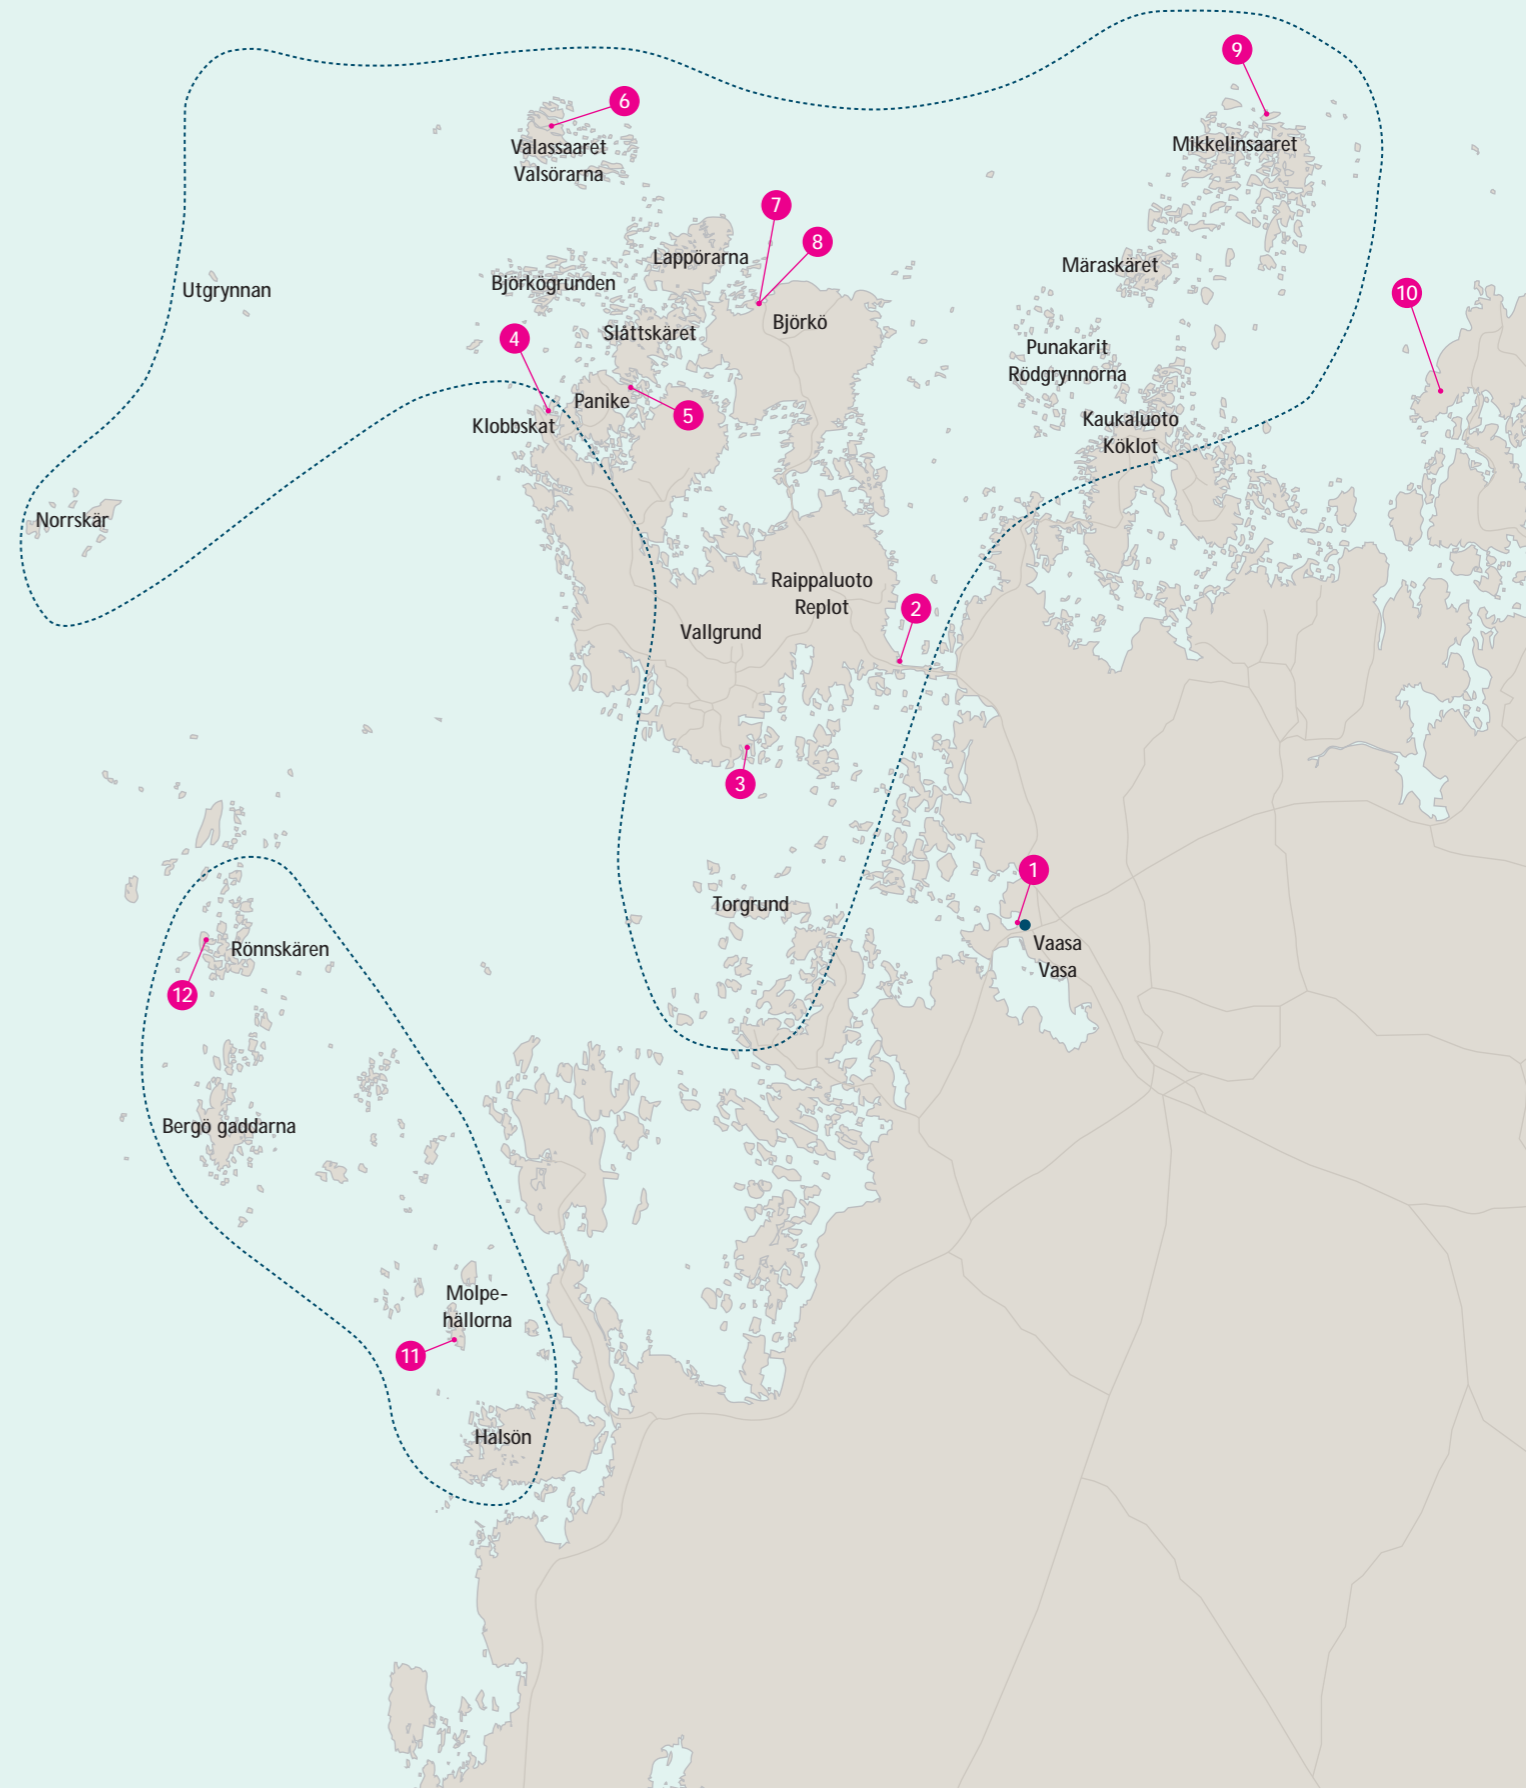 9
6
Valassaaret
Valsörarna
Mikkelinsaaret
7
8
Lappörarna
Björkögrunden
Utgrynnan
Méraskäret
10
4
Slåttskäret
Björkö
Punakarit
Rödgrynnorna
Panike
5
Klobbskat
Kaukaluoto
Köklot
Norrskär
Raippaluoto
Replot
2
Vallgrund
3
1
Torgrund
Vaasa
Vasa
Rönnskären
12
Bergö gaddarna
Molpe-
hällorna
11
Halsön